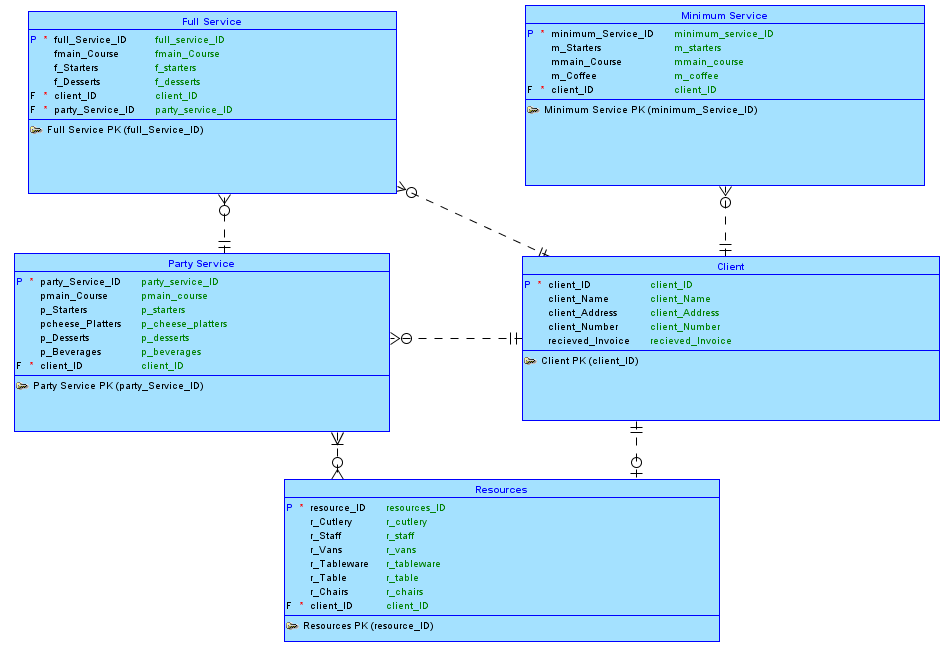 Full Service
P * full_Service_ID full_service_ID
fmain_Course fmain_Course
f_Starters f_starters
f_Desserts f_desserts
F * client_ID client_ID
F * party_Service_ID party_service_ID
Full Service PK (full_Service_ID)
Minimum Service
P * minimum_Service_ID minimum_service_ID
m_Starters m_starters
mmain_Course mmain_course
m_Coffee m_coffee
F * client_ID client_ID
Minimum Service PK (minimum_Service_ID)
Party Service
P * party_Service_ID party_service_ID
pmain_Course pmain_course
p_Starters p_starters
pcheese_Platters p_cheese_platters
p_Desserts p_desserts
p_Beverages p_beverages
F * client_ID client_ID
Party Service PK (party_Service_ID)
Client
P * client_ID client_ID
client_Name client_Name
client_Address client_Address
client_Number client_Number
recieved_Invoice recieved_Invoice
Client PK (client_ID)
Resources
P * resource_ID resources_ID
r_Cutlery r_cutlery
r_Staff r_staff
r_Vans r_vans
r_Tableware r_tableware
r_Table r_table
r_Chairs r_chairs
F * client_ID client_ID
Resources PK (resource_ID)